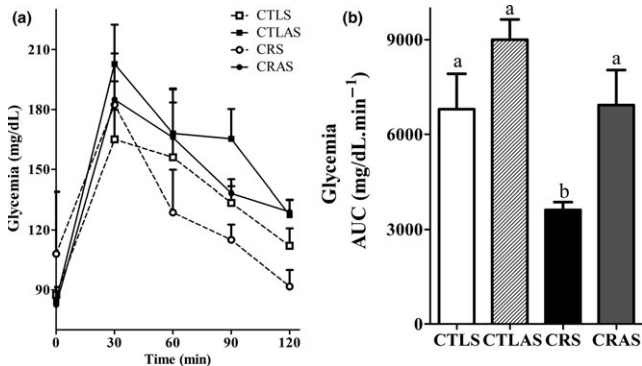 (a)
CTLS
CTLAS
CRS
CRAS
210
180
150
120
90
Glycemia (mg/dL)
0 30 60 90 120
Time (min)
(b)
9000
6000
3000
0
Glycemia
AUC (mg/dL.min−1)
a
a
b
a
CTLS CTLAS CRS CRAS